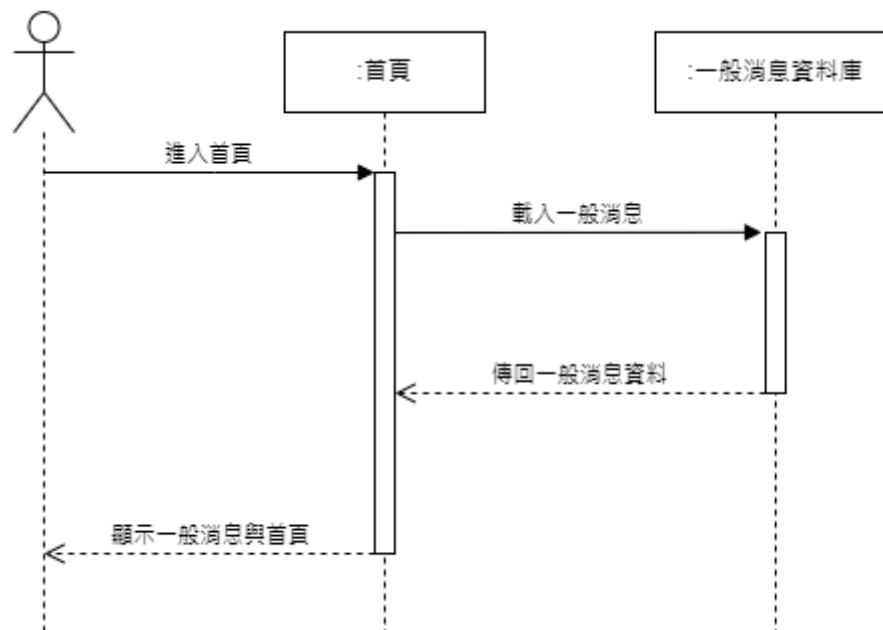 :首頁
:一般消息資料庫
進入首頁
載入一般消息
傳回一般消息資料
顯示一般消息與首頁